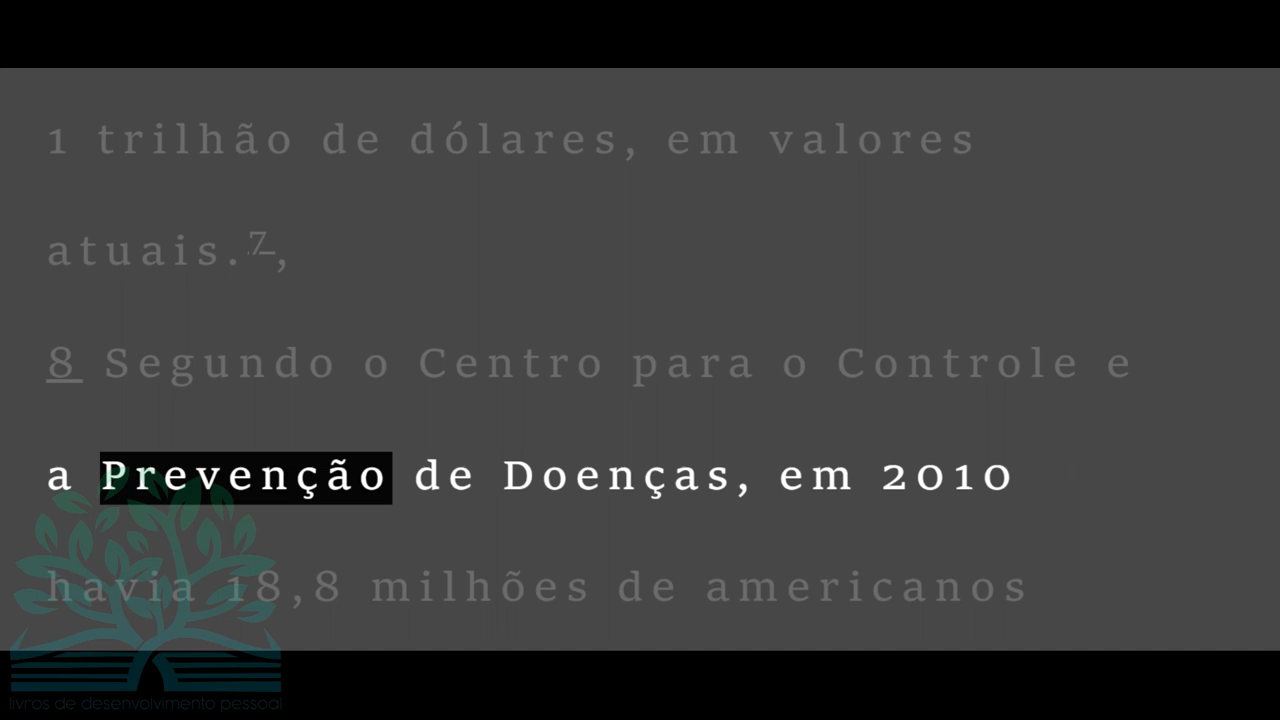 1 trilhão de dólares, em valores
atuais.7,
8 Segundo o Centro para o Controle e
a Prevenção de Doenças, em 2010
havia 18,8 milhões de americanos
livros de desenvolvimento pessoal